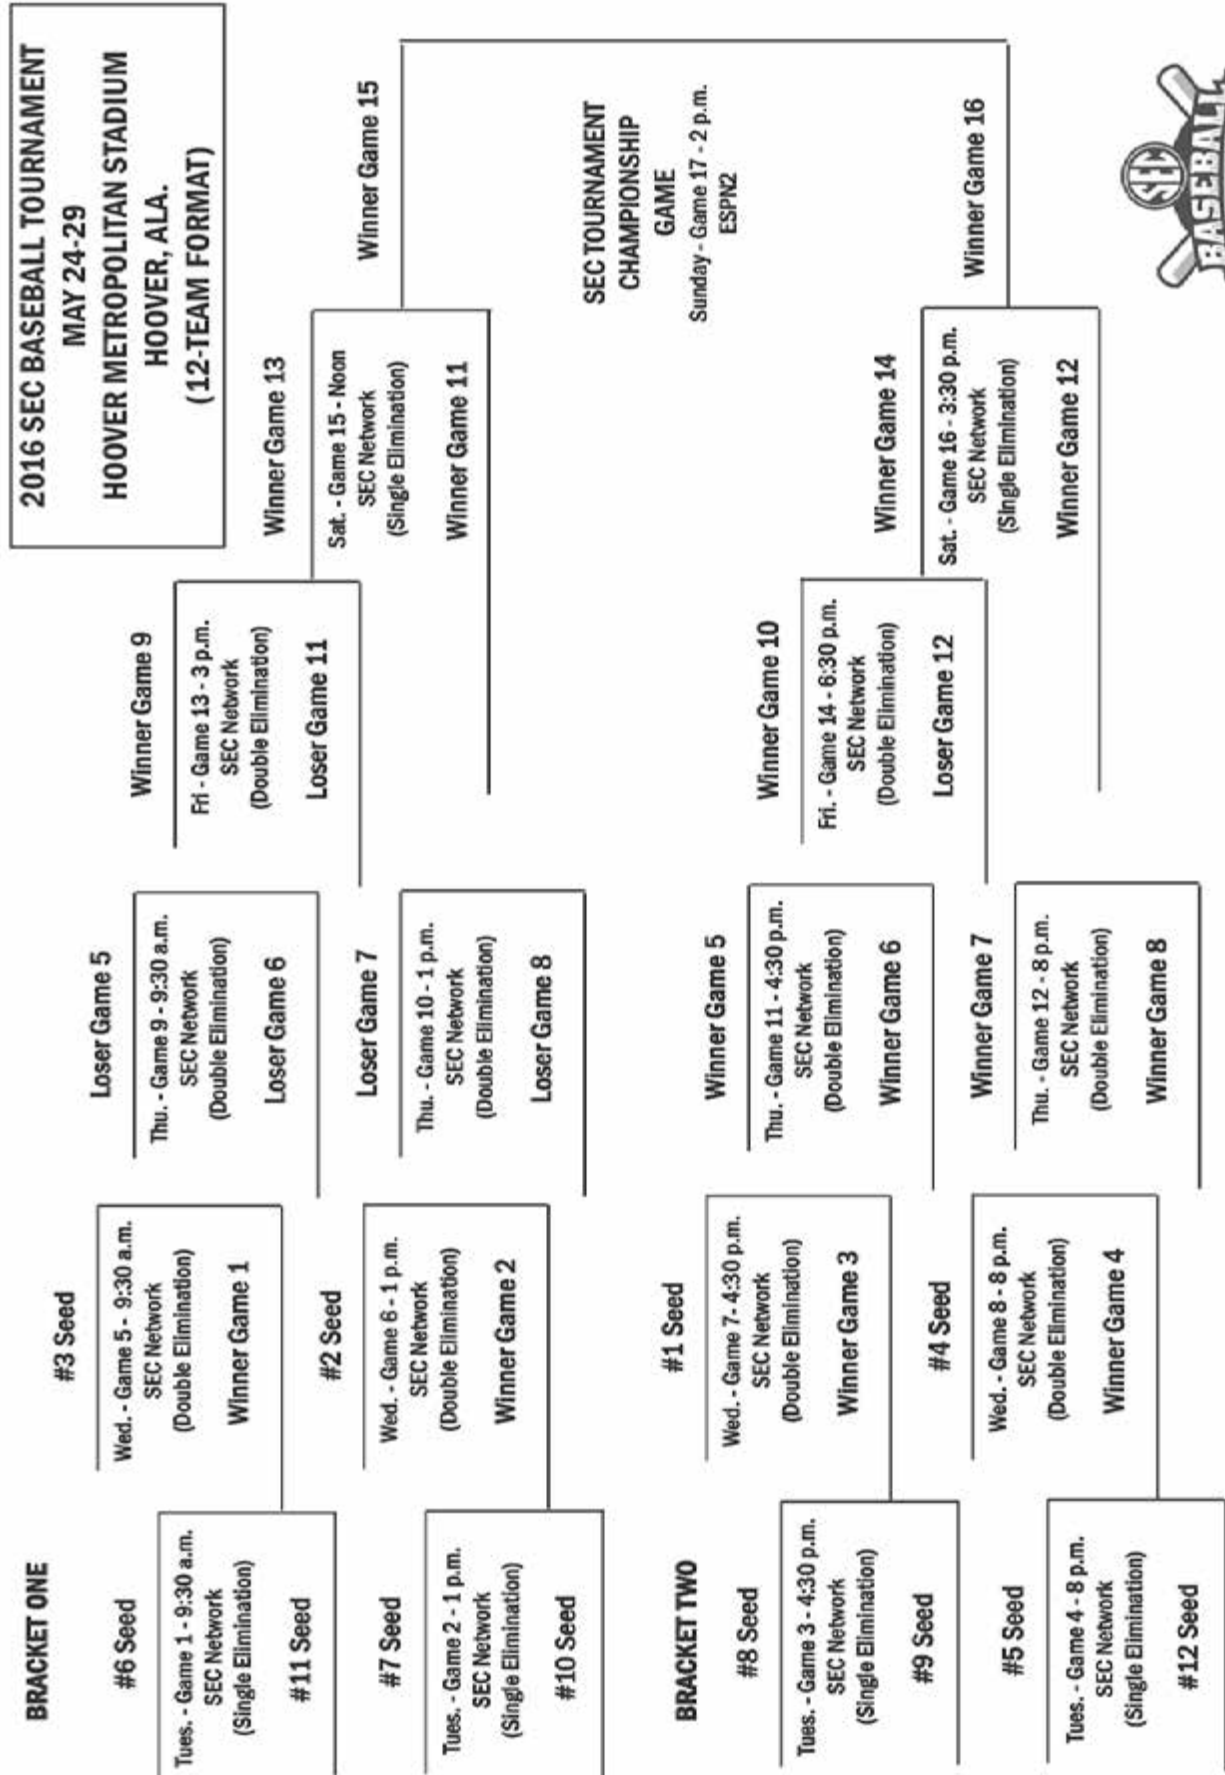 2016 SEC BASEBALL TOURNAMENT
MAY 24-29
HOOVER METROPOLITAN STADIUM
HOOVER, ALA.
(12-TEAM FORMAT)
BRACKET ONE
#6 Seed
Tues. - Game 1 - 9:30 a.m.
SEC Network
(Single Elimination)
#11 Seed
#7 Seed
Tues. - Game 2 - 1 p.m.
SEC Network
(Single Elimination)
#10 Seed
#3 Seed
Wed. - Game 5 - 9:30 a.m.
SEC Network
(Double Elimination)
Winner Game 1
#2 Seed
Wed. - Game 6 - 1 p.m.
SEC Network
(Double Elimination)
Winner Game 2
Loser Game 5
Thu. - Game 9 - 9:30 a.m.
SEC Network
(Double Elimination)
Loser Game 6
Loser Game 7
Thu. - Game 10 - 1 p.m.
SEC Network
(Double Elimination)
Loser Game 8
Winner Game 9
Fri - Game 13 - 3 p.m.
SEC Network
(Double Elimination)
Loser Game 11
Winner Game 13
Sat. - Game 15 - Noon
SEC Network
(Single Elimination)
Winner Game 11
Winner Game 15
SEC TOURNAMENT
CHAMPIONSHIP
GAME
Sunday - Game 17 - 2 p.m.
ESPN2
Winner Game 16
BRACKET TWO
#8 Seed
Tues. - Game 3 - 4:30 p.m.
SEC Network
(Single Elimination)
#9 Seed
#5 Seed
Tues. - Game 4 - 8 p.m.
SEC Network
(Single Elimination)
#12 Seed
#1 Seed
Wed. - Game 7- 4:30 p.m.
SEC Network
(Double Elimination)
Winner Game 3
#4 Seed
Wed. - Game 8 - 8 p.m.
SEC Network
(Double Elimination)
Winner Game 4
Winner Game 5
Thu. - Game 11 - 4:30 p.m.
SEC Network
(Double Elimination)
Winner Game 6
Winner Game 7
Thu. - Game 12 - 8 p.m.
SEC Network
(Double Elimination)
Winner Game 8
Winner Game 10
Fri. - Game 14 - 6:30 p.m.
SEC Network
(Double Elimination)
Loser Game 12
Winner Game 14
Sat. - Game 16 - 3:30 p.m.
SEC Network
(Single Elimination)
Winner Game 12
SEC
BASEBALL